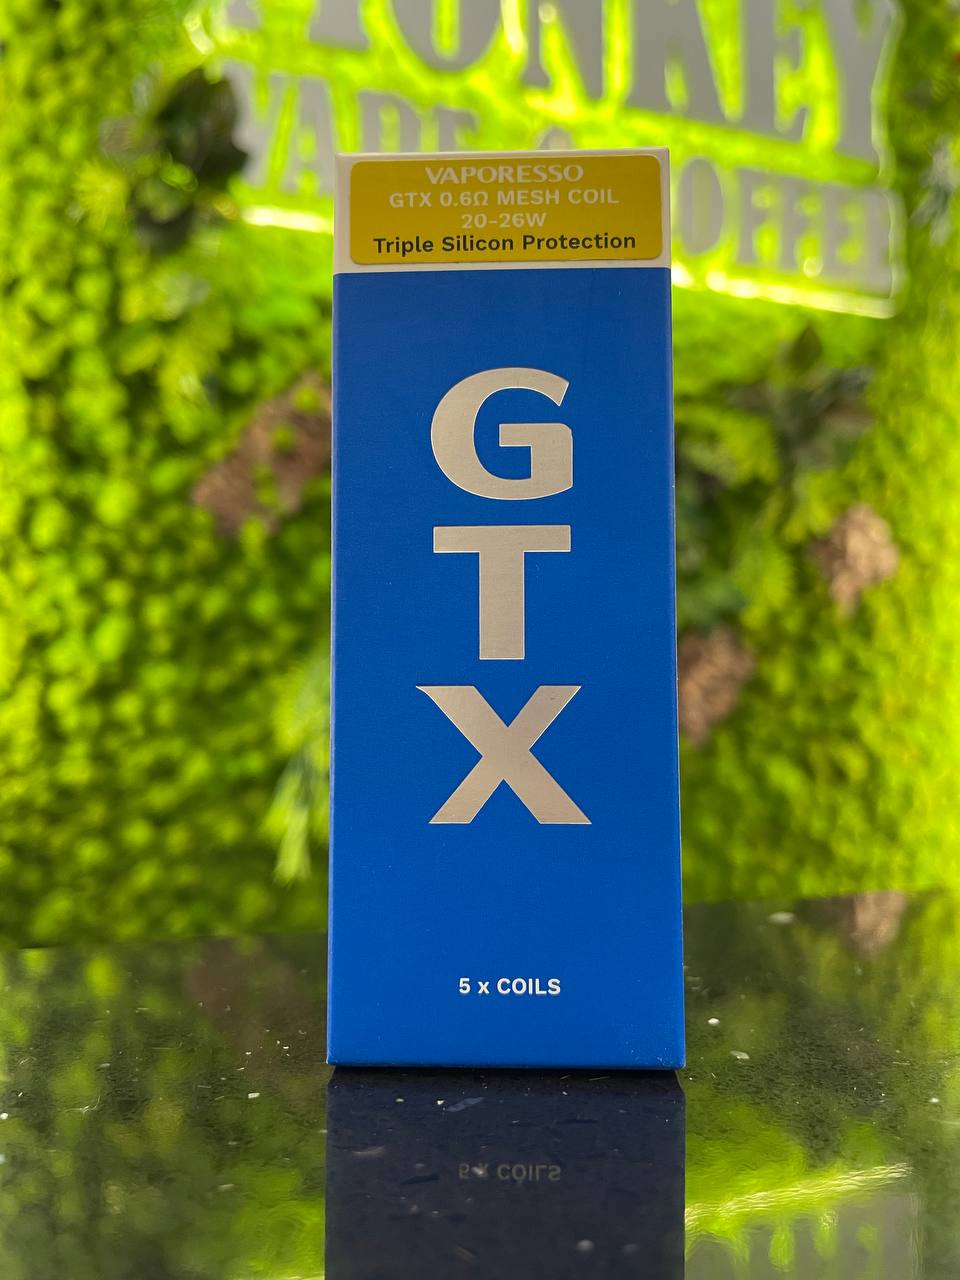 VAPORESSO
GTX 0.6Ω MESH COIL
20-26W
Triple Silicon Protection
G
T
X
5 x COILS